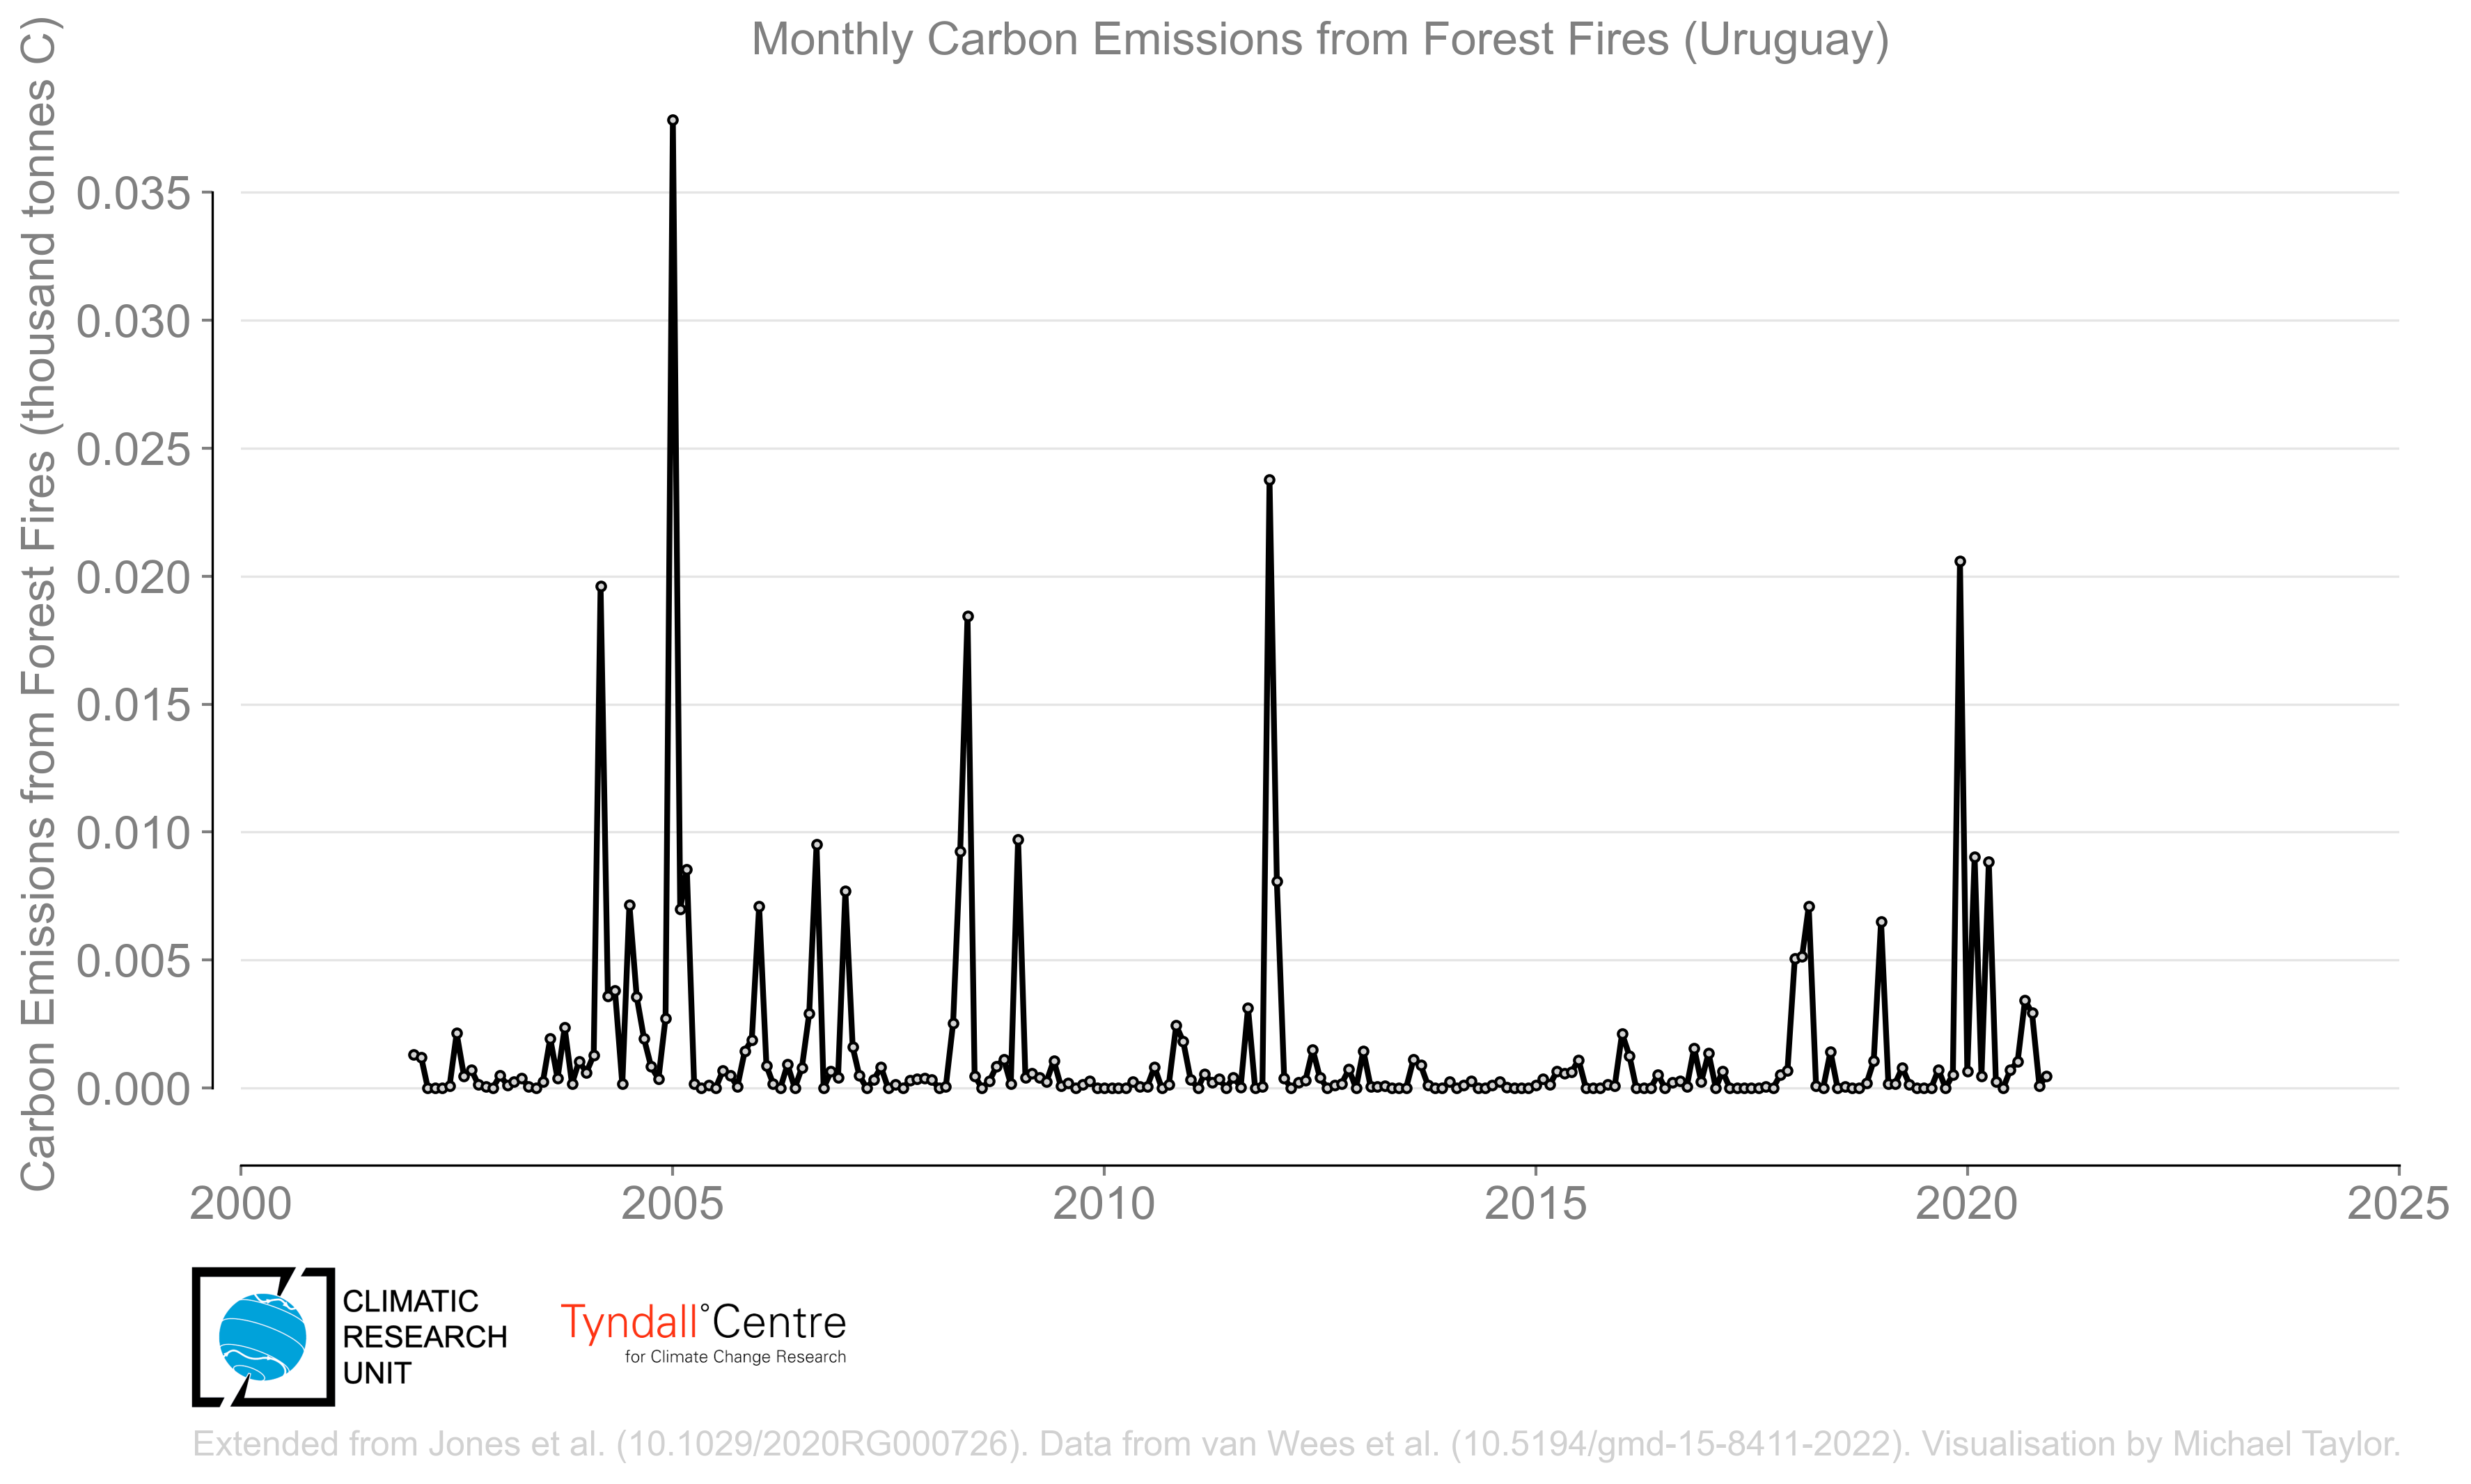 Monthly Carbon Emissions from Forest Fires (Uruguay)
Carbon Emissions from Forest Fires (thousand tonnes C)
0.035
0.030
0.025
0.020
0.015
0.010
0.005
0.000
2000
2005
2010
2015
2020
2025
CLIMATIC
RESEARCH
UNIT
Tyndall°Centre
for Climate Change Research
Extended from Jones et al. (10.1029/2020RG000726). Data from van Wees et al. (10.5194/gmd-15-8411-2022). Visualisation by Michael Taylor.